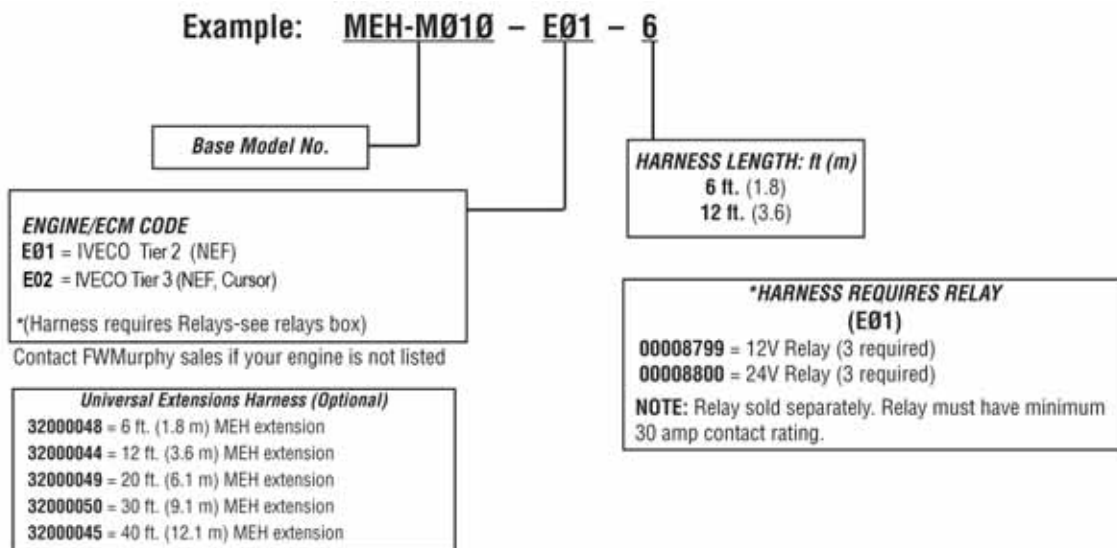 Example: MEH-MØ1Ø – EØ1 – 6
Base Model No.
HARNESS LENGTH: ft (m)
6 ft. (1.8)
12 ft. (3.6)
ENGINE/ECM CODE
EØ1 = IVECO Tier 2 (NEF)
E02 = IVECO Tier 3 (NEF, Cursor)
*(Harness requires Relays-see relays box)
Contact FWMurphy sales if your engine is not listed
*HARNESS REQUIRES RELAY
(EØ1)
00008799 = 12V Relay (3 required)
00008800 = 24V Relay (3 required)
NOTE: Relay sold separately. Relay must have minimum
30 amp contact rating.
Universal Extensions Harness (Optional)
32000048 = 6 ft. (1.8 m) MEH extension
32000044 = 12 ft. (3.6 m) MEH extension
32000049 = 20 ft. (6.1 m) MEH extension
32000050 = 30 ft. (9.1 m) MEH extension
32000045 = 40 ft. (12.1 m) MEH extension